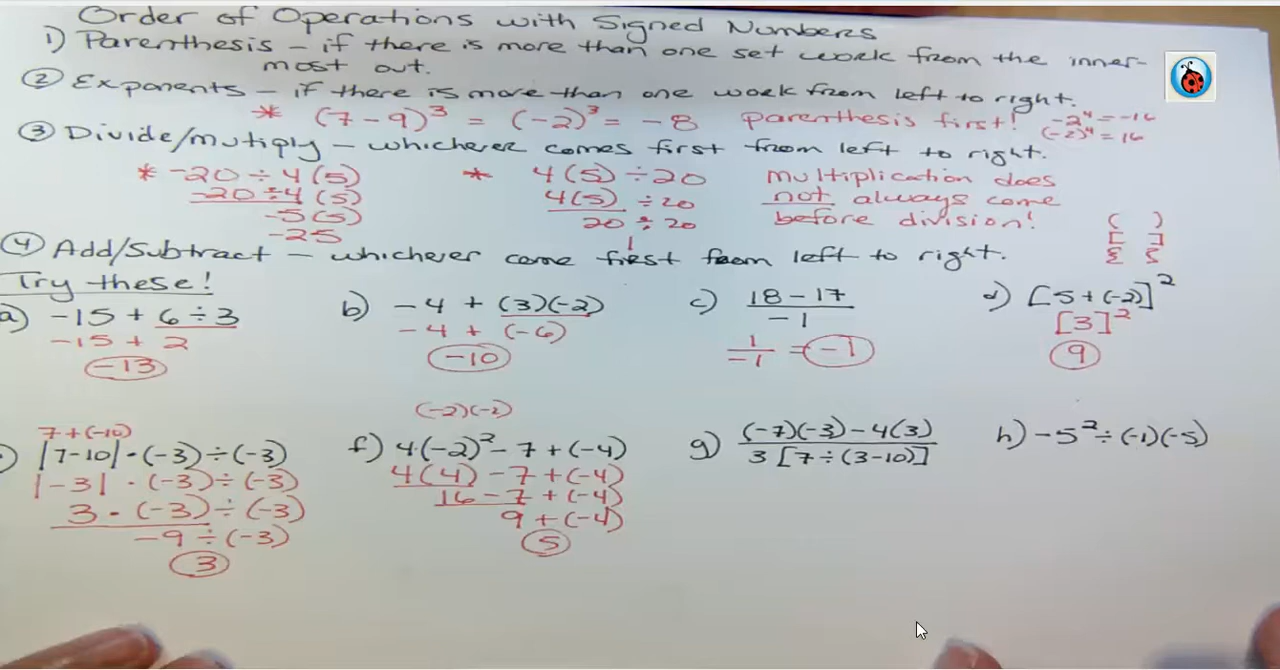 Order of Operations with Signed Numbers
1) Parenthesis – if there is more than one set work from the inner-
most out.
② Exponents – if there is more than one work from left to right.
* (7-9)³ = (-2)³ = -8 parenthesis first! -2⁴ = -16
(-2)⁴ = 16
③ Divide/mutiply – whichever comes first from left to right.
* -20 ÷ 4(5) * 4(5) ÷ 20 multiplication does
-20 ÷ 4 (5) 4(5) ÷ 20 not always come
-5(5) 20 ÷ 20 before division! ( )
-25 1 [ ]
{ }
④ Add/Subtract – whichever come first from left to right.
Try these!
a) -15 + 6 ÷ 3 b) -4 + (3)(-2) c) 18-17 / -1 d) [5+(-2)]²
-15 + 2 -4 + (-6) 1/-1 = -1 [3]²
-13 -10 9
7+(-10) (-2)(-2)
) |7-10| · (-3) ÷ (-3) f) 4·(-2)² - 7 + (-4) g) (-7)(-3) - 4(3) / 3[7÷(3-10)] h) -5² ÷ (-1)(-5)
|-3| · (-3) ÷ (-3) 4(4) - 7 + (-4)
3 · (-3) ÷ (-3) 16 - 7 + (-4)
-9 ÷ (-3) 9 + (-4)
3 5